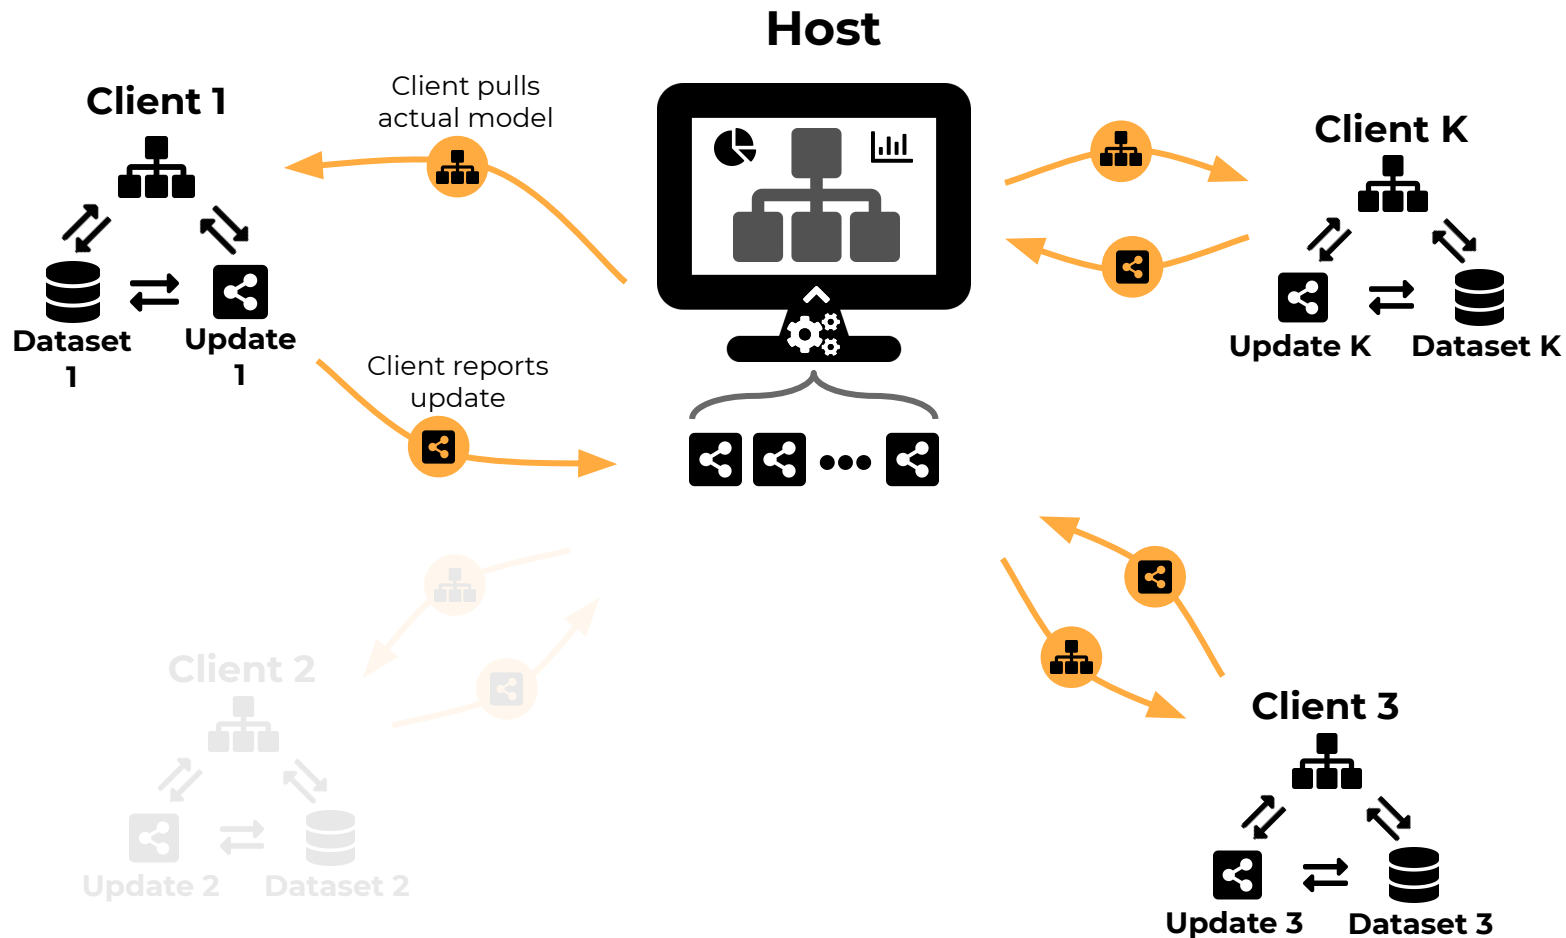 Host
Client 1
Client pulls
actual model
Client K
Dataset
1
Update
1
Update K
Dataset K
Client reports
update
Client 2
Update 2
Dataset 2
Client 3
Update 3
Dataset 3